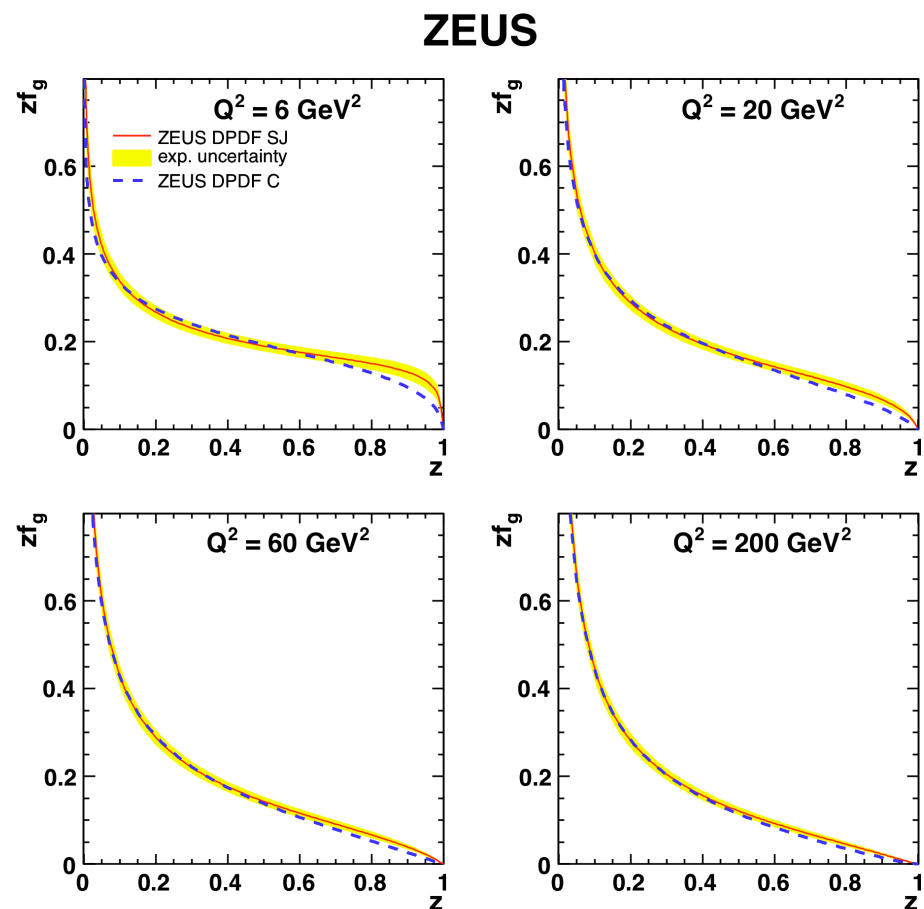 ZEUS
zf_g
Q² = 6 GeV²
ZEUS DPDF SJ
exp. uncertainty
ZEUS DPDF C
0.6
0.4
0.2
0
0 0.2 0.4 0.6 0.8 1
z
zf_g
Q² = 20 GeV²
0.6
0.4
0.2
0
0 0.2 0.4 0.6 0.8 1
z
zf_g
Q² = 60 GeV²
0.6
0.4
0.2
0
0 0.2 0.4 0.6 0.8 1
z
zf_g
Q² = 200 GeV²
0.6
0.4
0.2
0
0 0.2 0.4 0.6 0.8 1
z